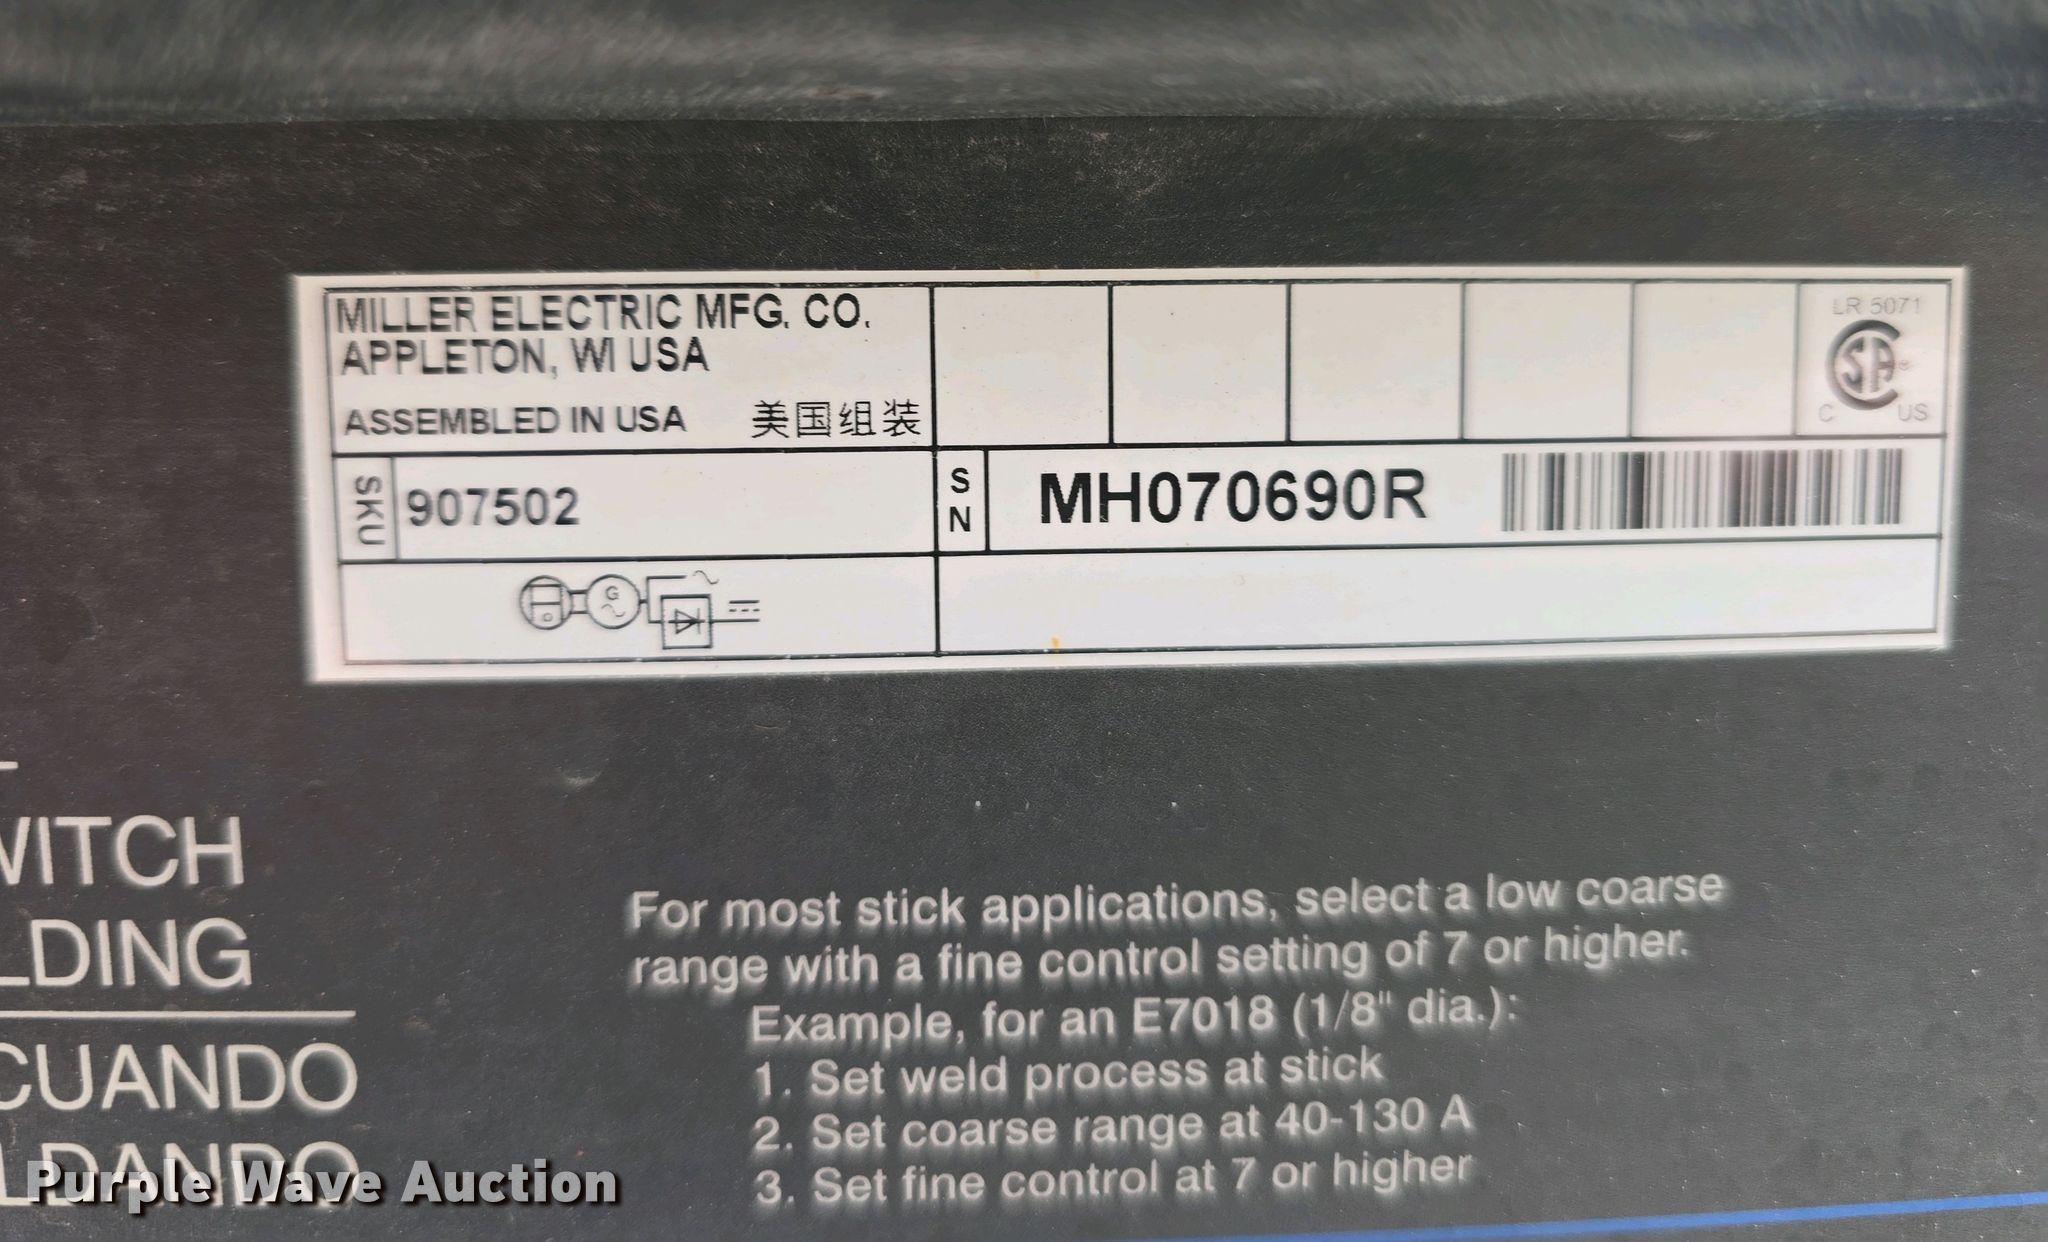 MILLER ELECTRIC MFG. CO.
APPLETON, WI USA
ASSEMBLED IN USA 美国组装
LR 5071
CSA®
C US
SKU 907502
SN MH070690R
G
WITCH
LDING
CUANDO
LDANDO
For most stick applications, select a low coarse
range with a fine control setting of 7 or higher.
Example, for an E7018 (1/8" dia.):
1. Set weld process at stick
2. Set coarse range at 40-130 A
3. Set fine control at 7 or higher
Purple Wave Auction